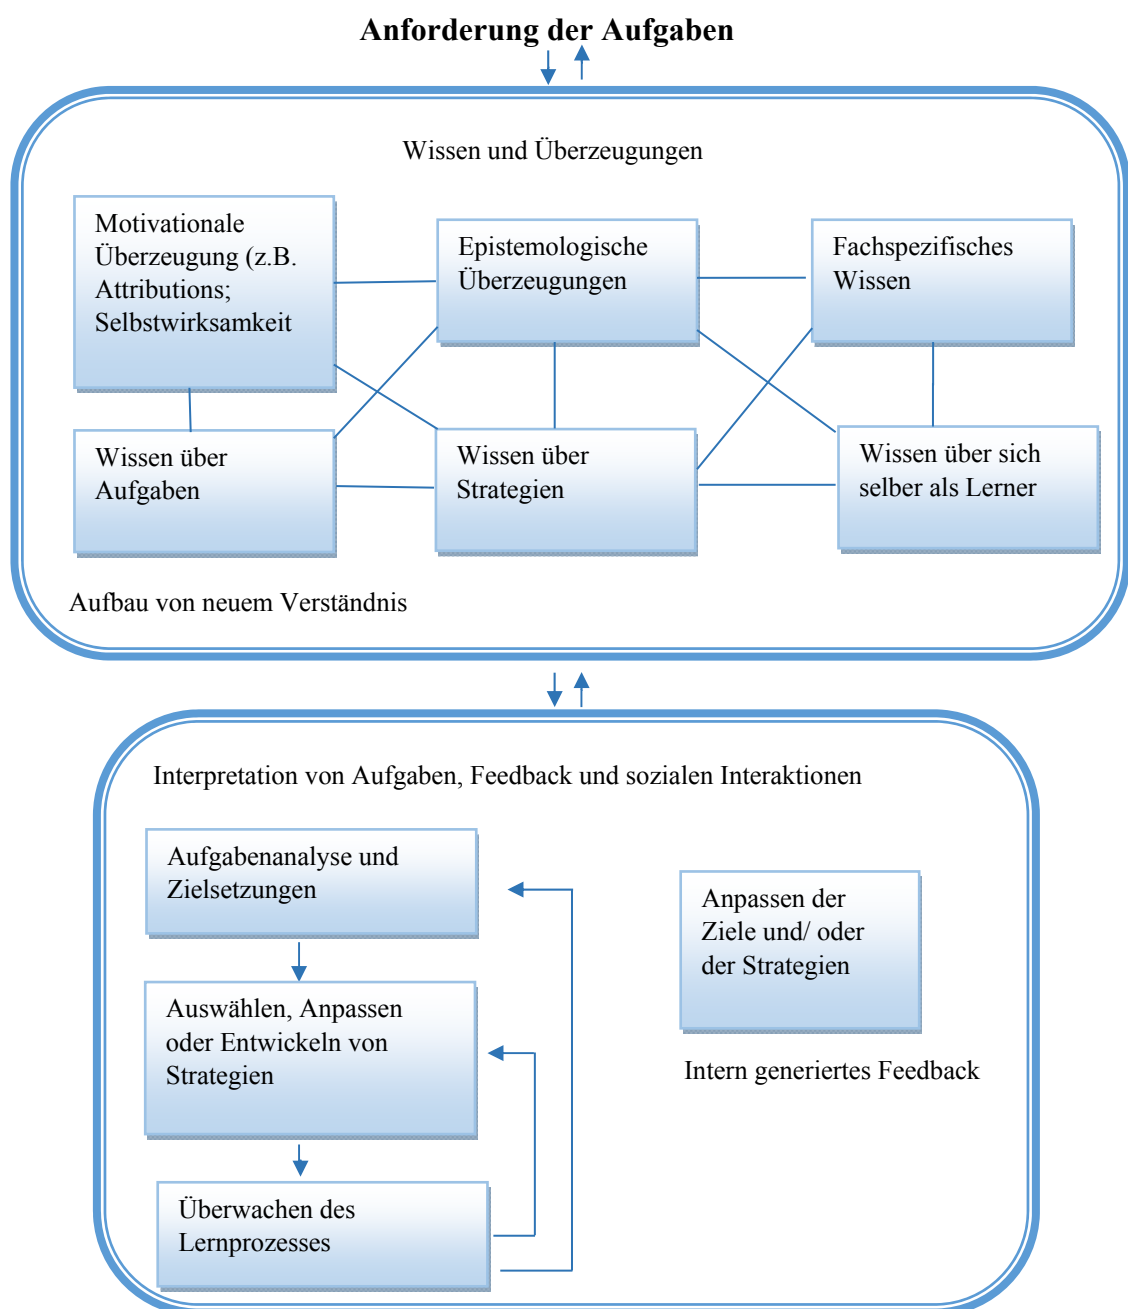 Anforderung der Aufgaben
Wissen und Überzeugungen
Motivationale
Überzeugung (z.B.
Attributions;
Selbstwirksamkeit
Epistemologische
Überzeugungen
Fachspezifisches
Wissen
Wissen über
Aufgaben
Wissen über
Strategien
Wissen über sich
selber als Lerner
Aufbau von neuem Verständnis
Interpretation von Aufgaben, Feedback und sozialen Interaktionen
Aufgabenanalyse und
Zielsetzungen
Anpassen der
Ziele und/ oder
der Strategien
Auswählen, Anpassen
oder Entwickeln von
Strategien
Intern generiertes Feedback
Überwachen des
Lernprozesses